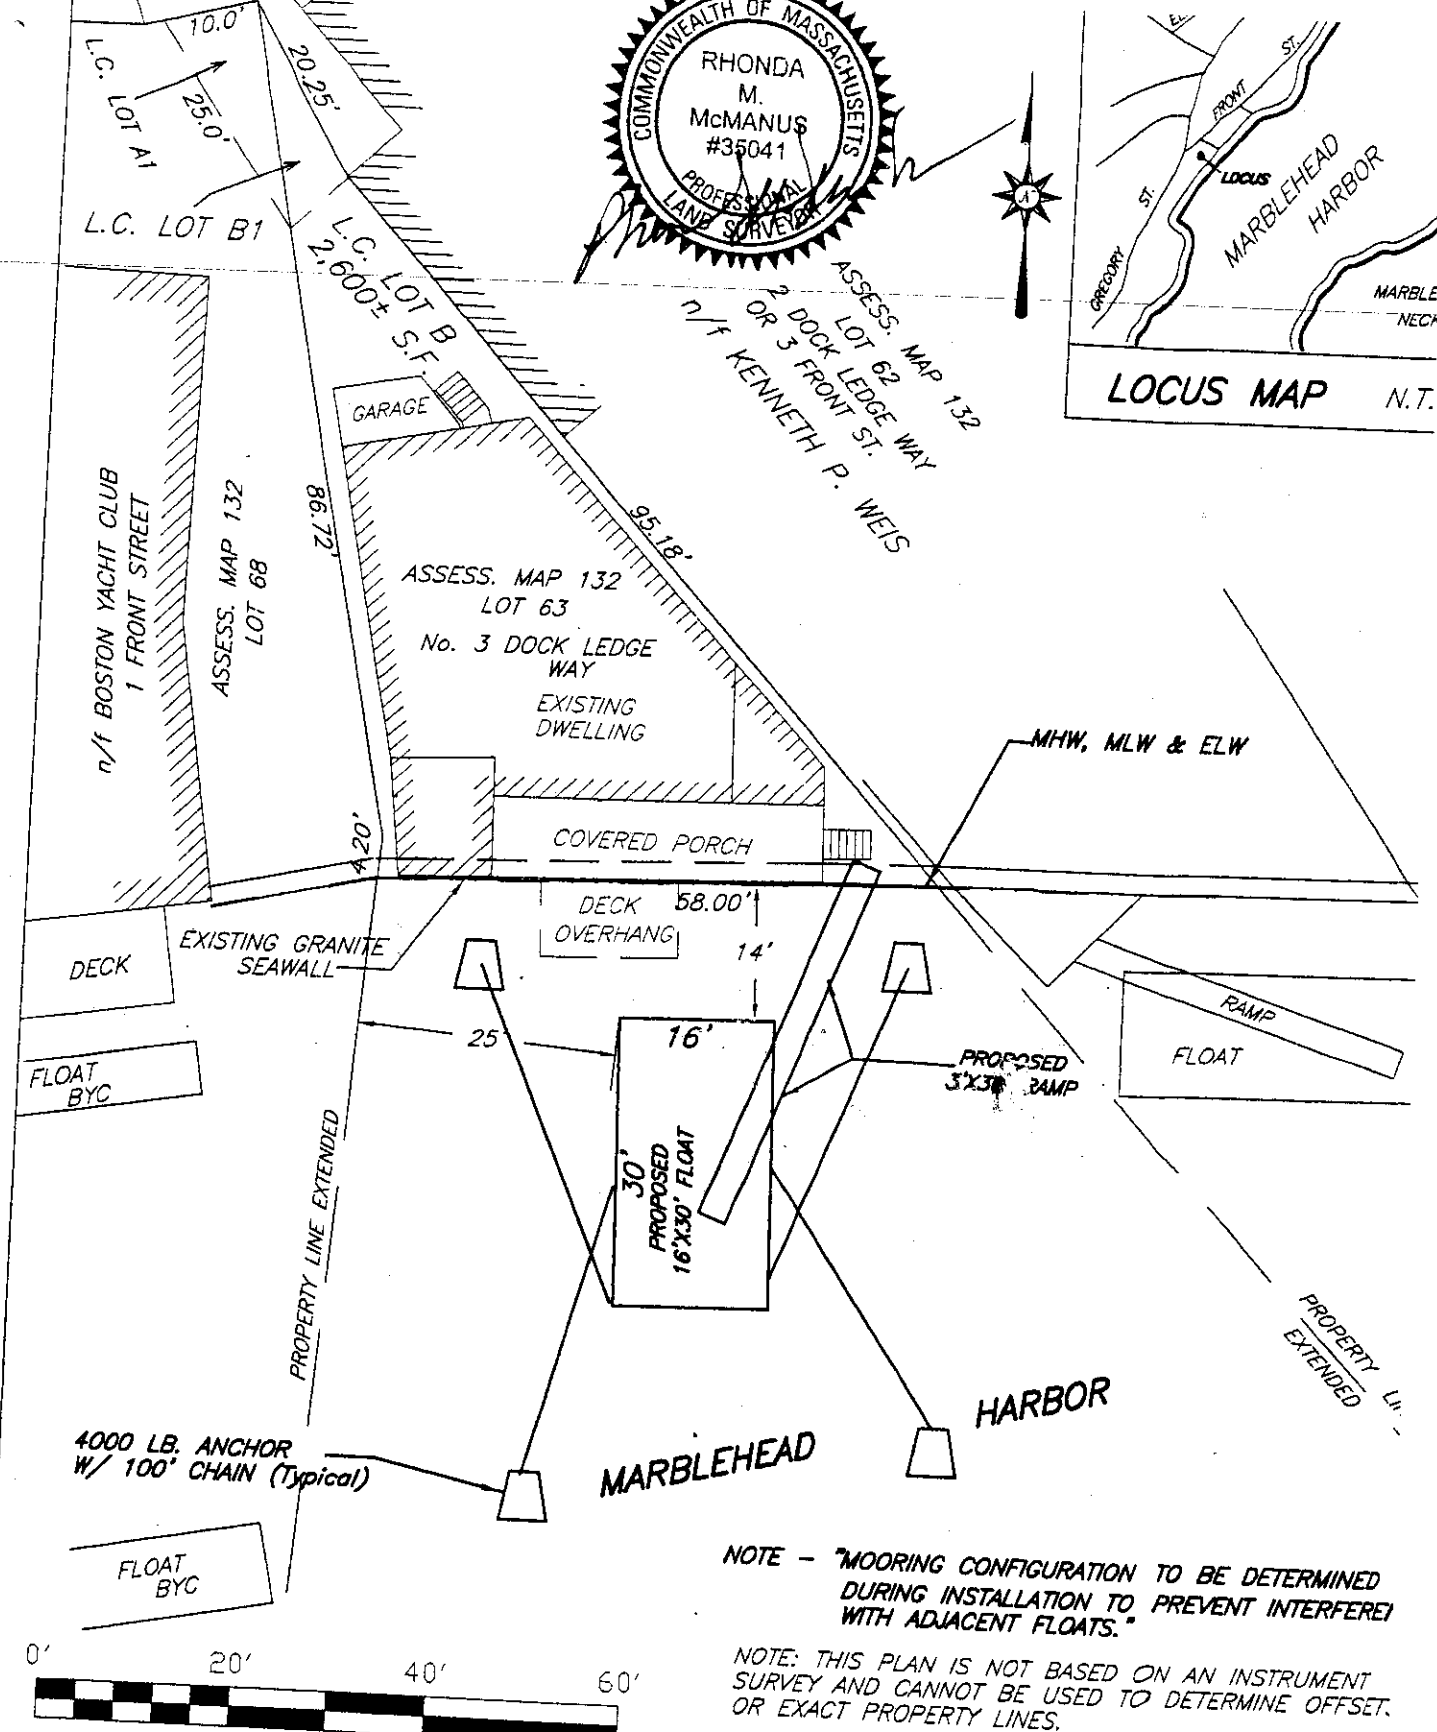 10.0'
20.25'
L.C. LOT A1
25.0'
L.C. LOT B1
L.C. LOT B
2,600± S.F.
COMMONWEALTH OF MASSACHUSETTS
RHONDA
M.
McMANUS
#35041
PROFESSIONAL
LAND SURVEYOR
FRONT
ST.
LOCUS
MARBLEHEAD
HARBOR
ST.
GREGORY
MARBLE
NECK
LOCUS MAP N.T.
ASSESS. MAP 132
LOT 62
2 DOCK LEDGE WAY
OR 3 FRONT ST.
n/f KENNETH P. WEIS
GARAGE
n/f BOSTON YACHT CLUB
1 FRONT STREET
ASSESS. MAP 132
LOT 68
86.72'
95.18'
ASSESS. MAP 132
LOT 63
No. 3 DOCK LEDGE
WAY
EXISTING
DWELLING
MHW, MLW & ELW
4.20'
COVERED PORCH
DECK
OVERHANG
58.00'
14'
EXISTING GRANITE
SEAWALL
DECK
25'
16'
RAMP
FLOAT
PROPOSED
RAMP
FLOAT
BYC
30'
PROPOSED
16'X30' FLOAT
PROPERTY LINE EXTENDED
PROPERTY
EXTENDED
4000 LB. ANCHOR
W/ 100' CHAIN (Typical)
MARBLEHEAD
HARBOR
FLOAT
BYC
NOTE - "MOORING CONFIGURATION TO BE DETERMINED
DURING INSTALLATION TO PREVENT INTERFERE
WITH ADJACENT FLOATS."
NOTE: THIS PLAN IS NOT BASED ON AN INSTRUMENT
SURVEY AND CANNOT BE USED TO DETERMINE OFFSET.
OR EXACT PROPERTY LINES.
0' 20' 40' 60'